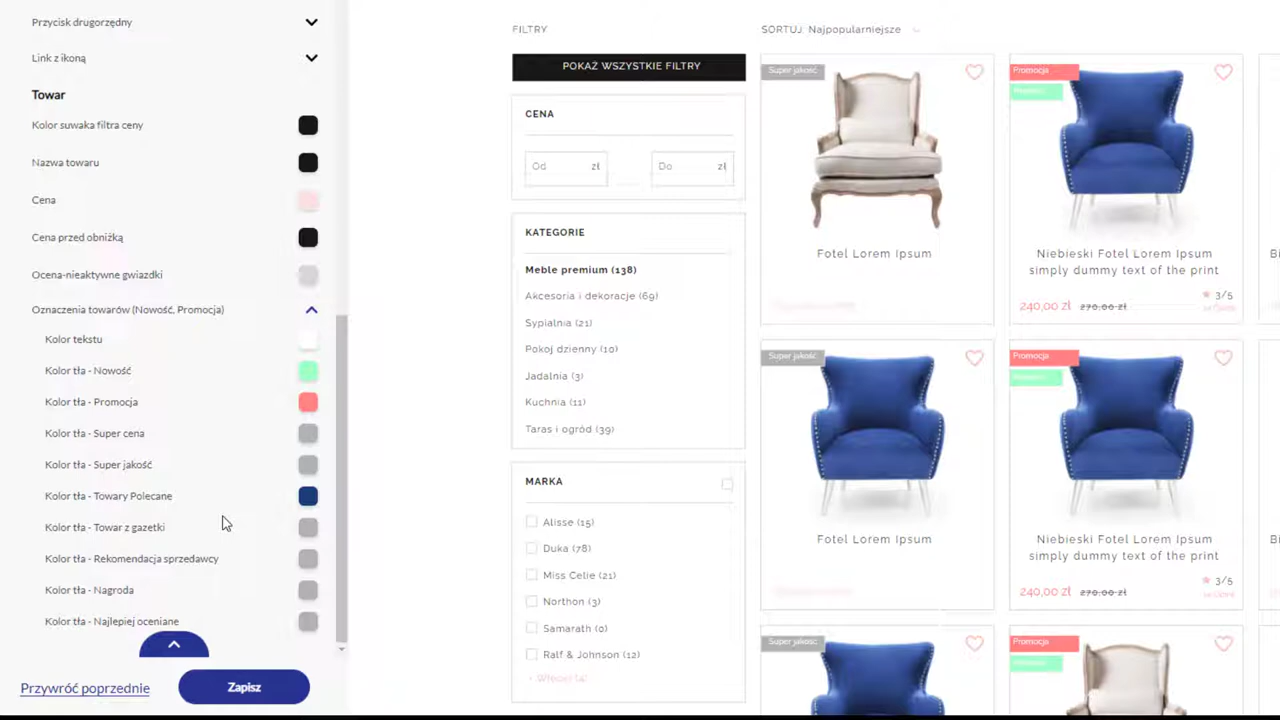 Przycisk drugorzędny
Link z ikoną
Towar
Kolor suwaka filtra ceny
Nazwa towaru
Cena
Cena przed obniżką
Ocena-nieaktywne gwiazdki
Oznaczenia towarów (Nowość, Promocja)
Kolor tekstu
Kolor tła - Nowość
Kolor tła - Promocja
Kolor tła - Super cena
Kolor tła - Super jakość
Kolor tła - Towary Polecane
Kolor tła - Towar z gazetki
Kolor tła - Rekomendacja sprzedawcy
Kolor tła - Nagroda
Kolor tła - Najlepiej oceniane
Przywróć poprzednie
Zapisz
FILTRY
POKAŻ WSZYSTKIE FILTRY
CENA
Od zł
Do zł
KATEGORIE
Meble premium (138)
Akcesoria i dekoracje (69)
Sypialnia (21)
Pokój dzienny (10)
Jadalnia (3)
Kuchnia (11)
Taras i ogród (39)
MARKA
Alisse (15)
Duka (78)
Miss Celie (21)
Northon (3)
Samarath (0)
Ralf & Johnson (12)
+ Więcej (4)
SORTUJ: Najpopularniejsze
Super jakość
Fotel Lorem Ipsum
Promocja
Niebieski Fotel Lorem Ipsum
simply dummy text of the print
240,00 zł 270,00 zł
3/5
Super jakość
Fotel Lorem Ipsum
Promocja
Niebieski Fotel Lorem Ipsum
simply dummy text of the print
240,00 zł 270,00 zł
3/5
Super jakość
Promocja